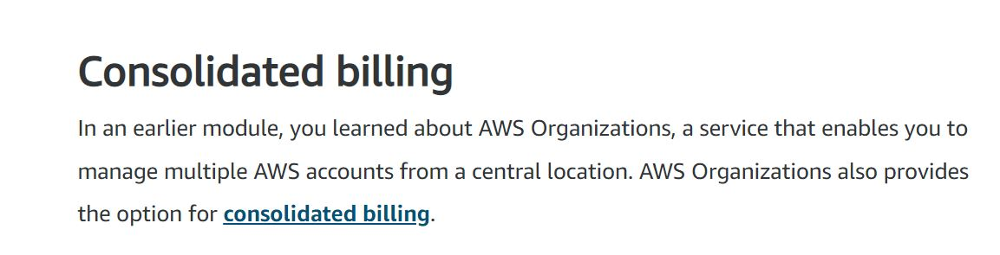 Consolidated billing
In an earlier module, you learned about AWS Organizations, a service that enables you to
manage multiple AWS accounts from a central location. AWS Organizations also provides
the option for consolidated billing.